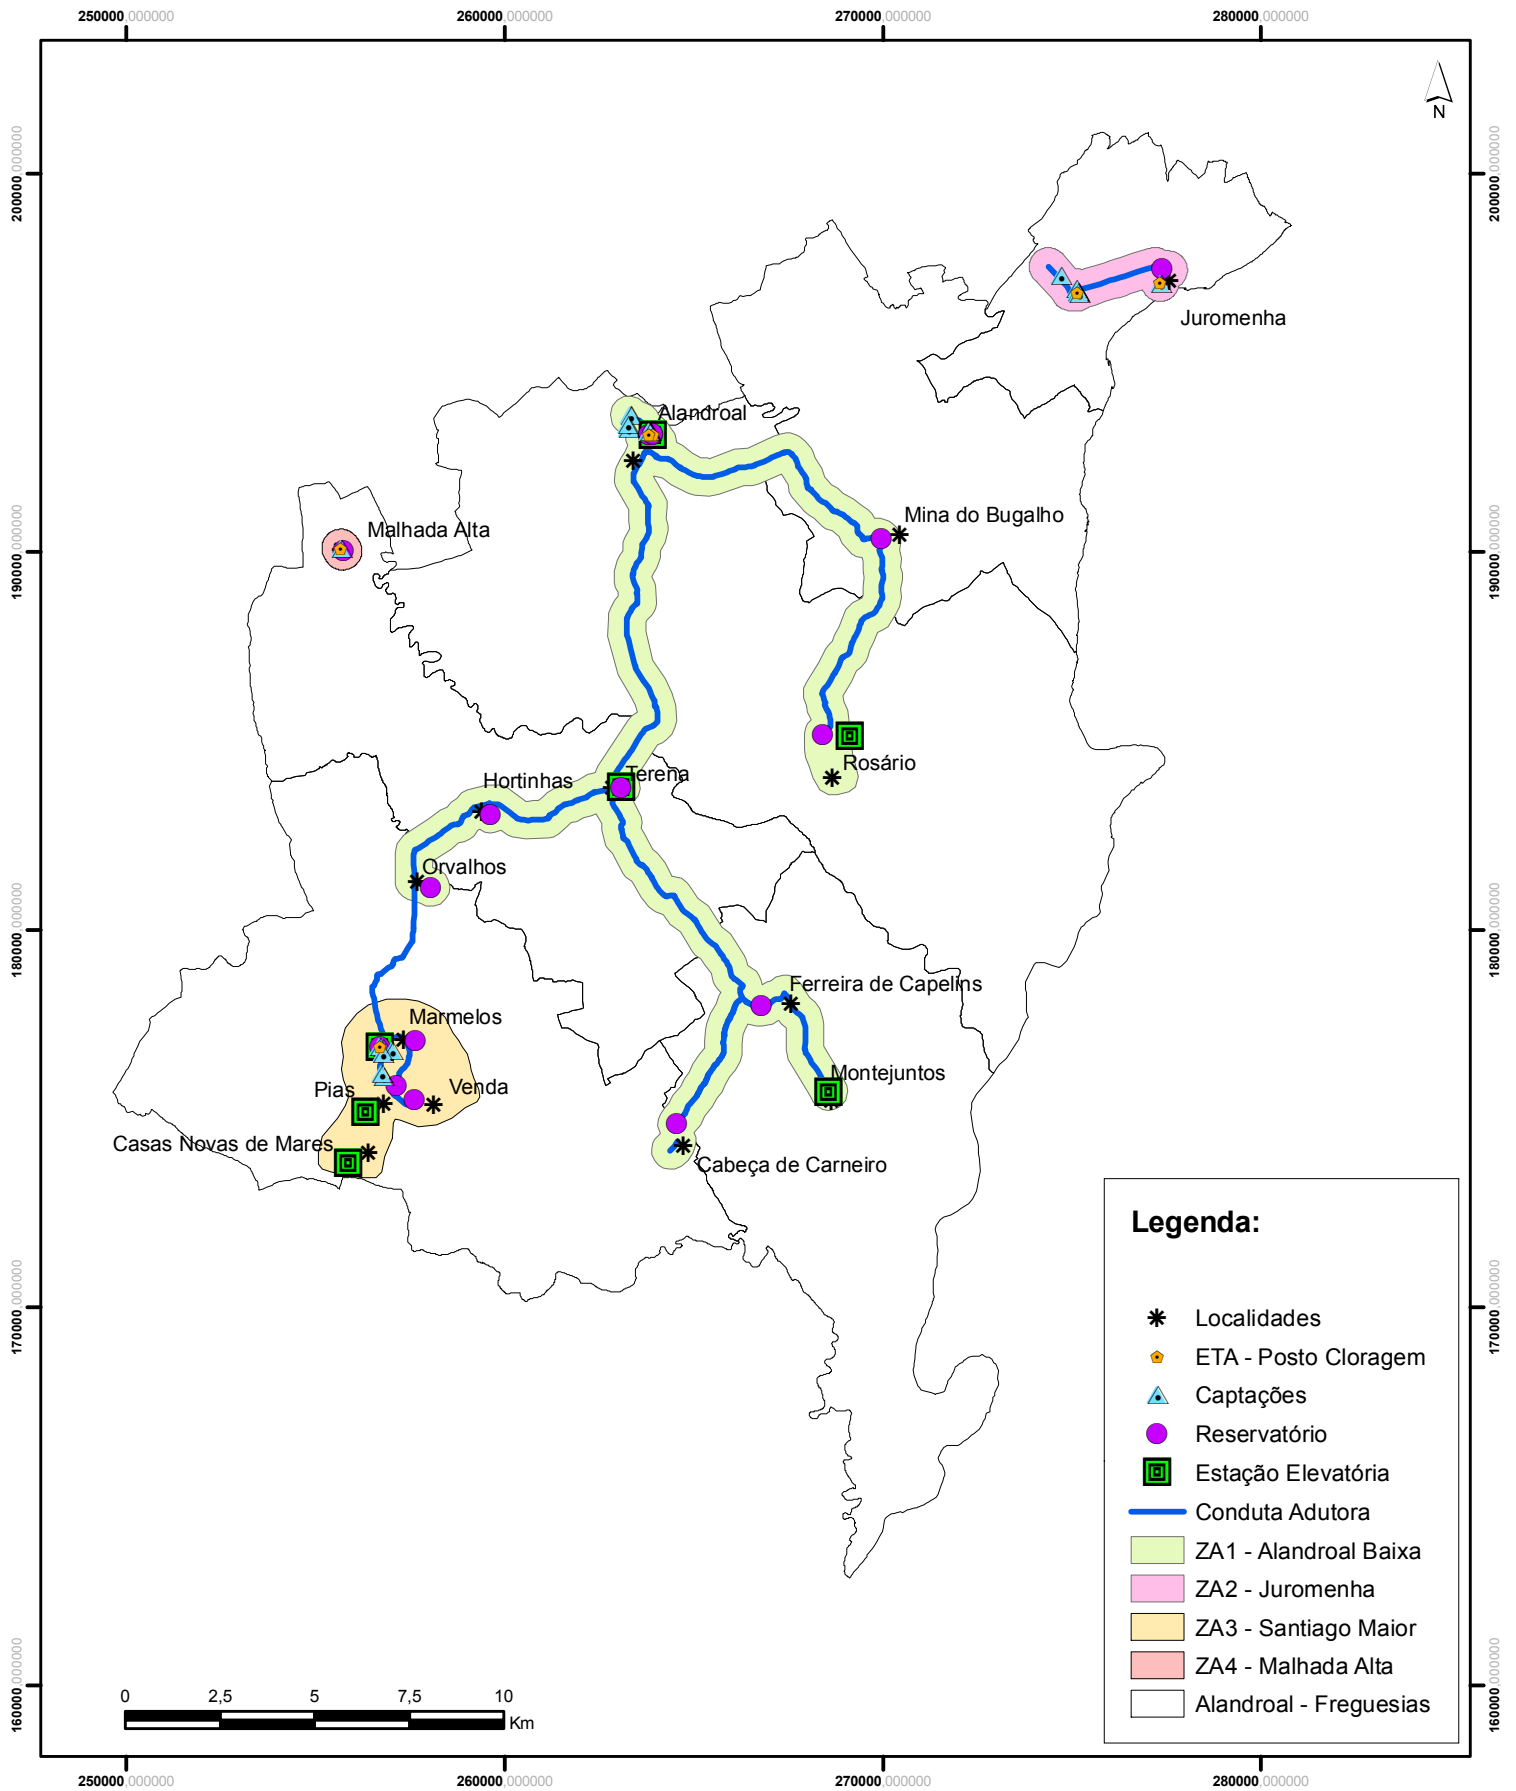 250000,000000
260000,000000
270000,000000
280000,000000
N
200000,000000
200000,000000
Juromenha
Alandroal
Mina do Bugalho
Malhada Alta
190000,000000
190000,000000
Rosário
Terena
Hortinhas
Orvalhos
180000,000000
180000,000000
Ferreira de Capelins
Marmelos
Montejuntos
Pias
Venda
Casas Novas de Mares
Cabeça de Carneiro
170000,000000
170000,000000
Legenda:
Localidades
ETA - Posto Cloragem
Captações
Reservatório
Estação Elevatória
Conduta Adutora
ZA1 - Alandroal Baixa
ZA2 - Juromenha
ZA3 - Santiago Maior
ZA4 - Malhada Alta
Alandroal - Freguesias
160000,000000
160000,000000
0 2,5 5 7,5 10
Km
250000,000000
260000,000000
270000,000000
280000,000000